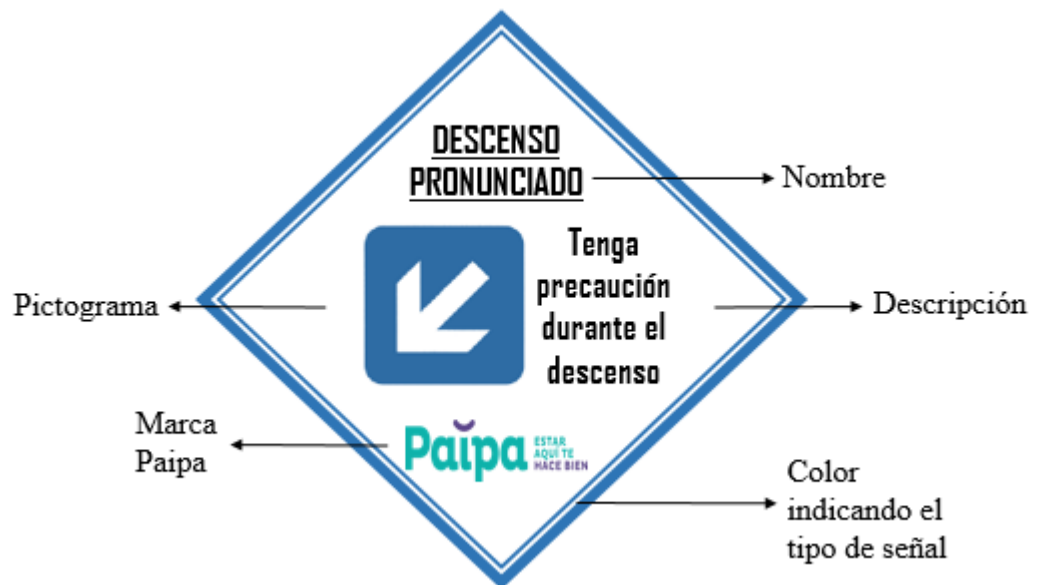 DESCENSO
PRONUNCIADO
Nombre
Tenga
precaución
durante el
descenso
Pictograma
Descripción
Marca
Paipa
Paipa
ESTAR
AQUÍ TE
HACE BIEN
Color
indicando el
tipo de señal